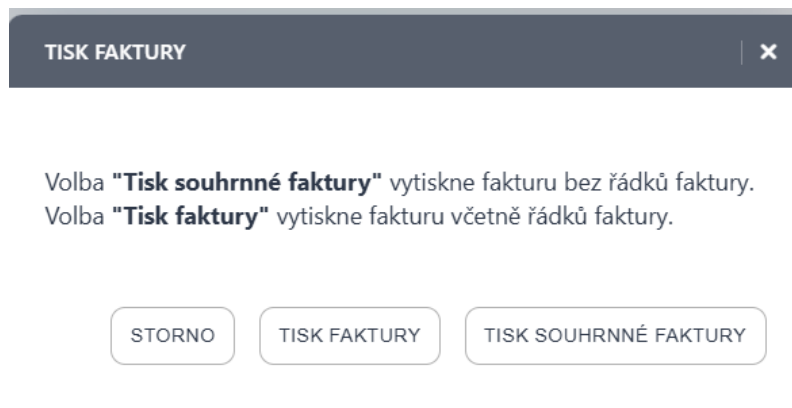 TISK FAKTURY
Volba "Tisk souhrnné faktury" vytiskne fakturu bez řádků faktury.
Volba "Tisk faktury" vytiskne fakturu včetně řádků faktury.
STORNO
TISK FAKTURY
TISK SOUHRNNÉ FAKTURY